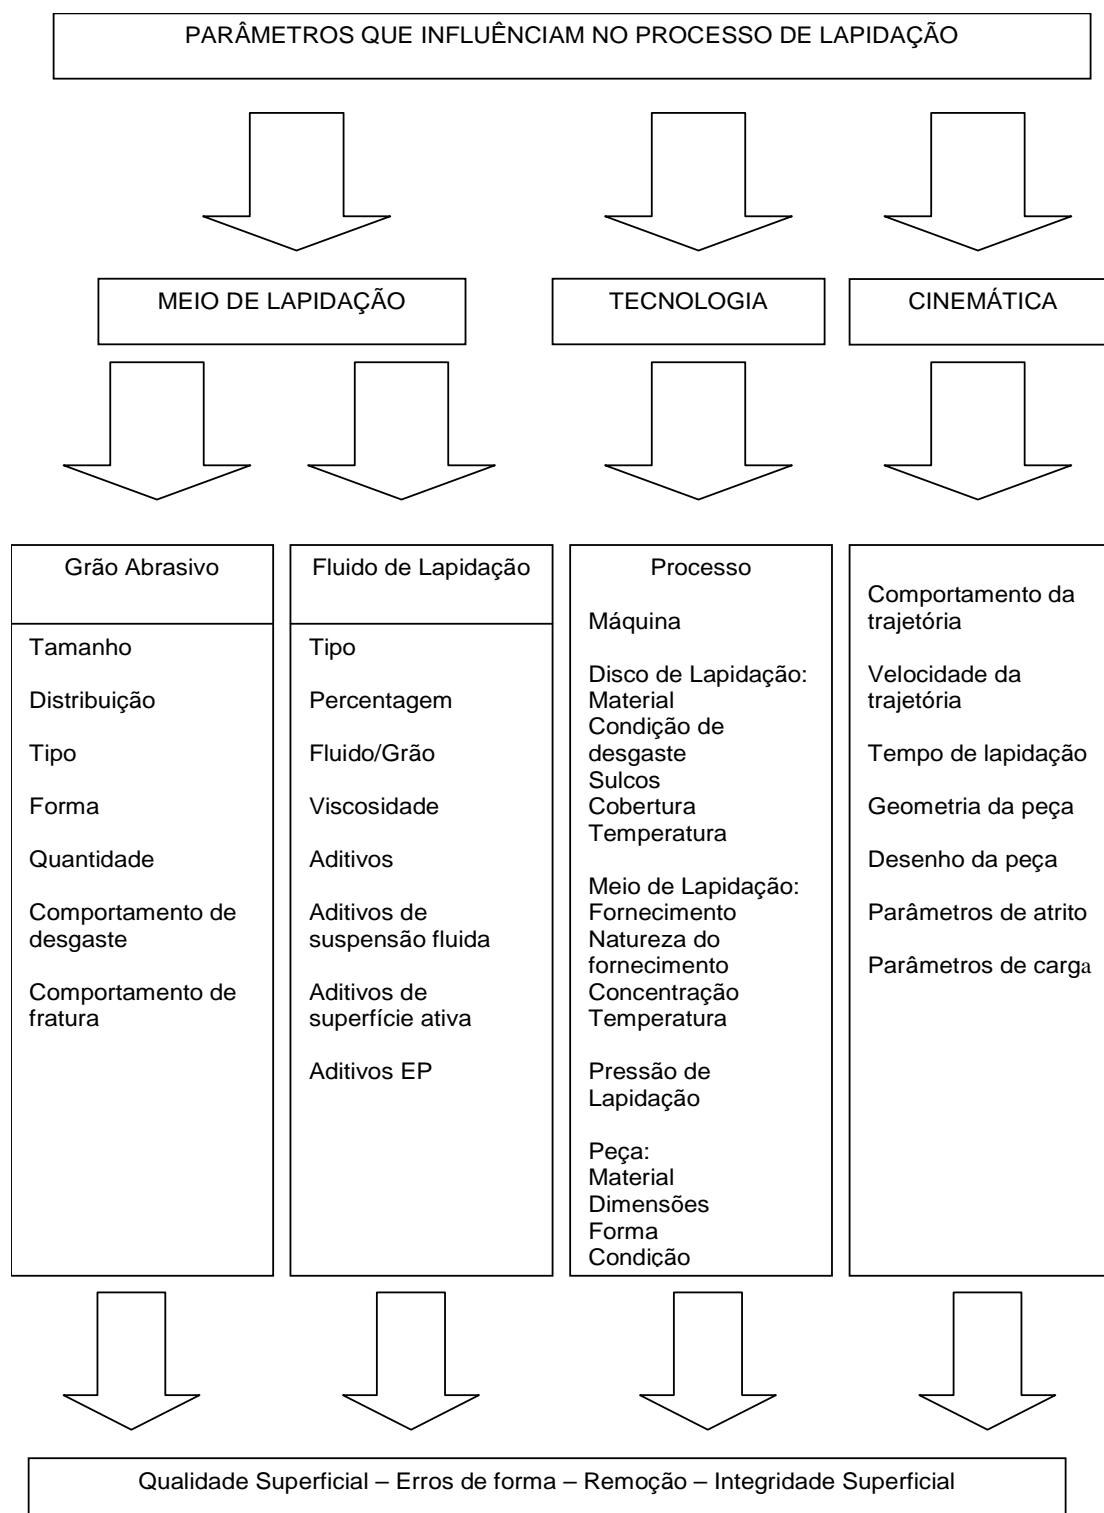 PARÂMETROS QUE INFLUÊNCIAM NO PROCESSO DE LAPIDAÇÃO
MEIO DE LAPIDAÇÃO
TECNOLOGIA
CINEMÁTICA
Grão Abrasivo
Tamanho
Distribuição
Tipo
Forma
Quantidade
Comportamento de
desgaste
Comportamento de
fratura
Fluido de Lapidação
Tipo
Percentagem
Fluido/Grão
Viscosidade
Aditivos
Aditivos de
suspensão fluida
Aditivos de
superfície ativa
Aditivos EP
Processo
Máquina
Disco de Lapidação:
Material
Condição de
desgaste
Sulcos
Cobertura
Temperatura
Meio de Lapidação:
Fornecimento
Natureza do
fornecimento
Concentração
Temperatura
Pressão de
Lapidação
Peça:
Material
Dimensões
Forma
Condição
Comportamento da
trajetória
Velocidade da
trajetória
Tempo de lapidação
Geometria da peça
Desenho da peça
Parâmetros de atrito
Parâmetros de carga
Qualidade Superficial – Erros de forma – Remoção – Integridade Superficial